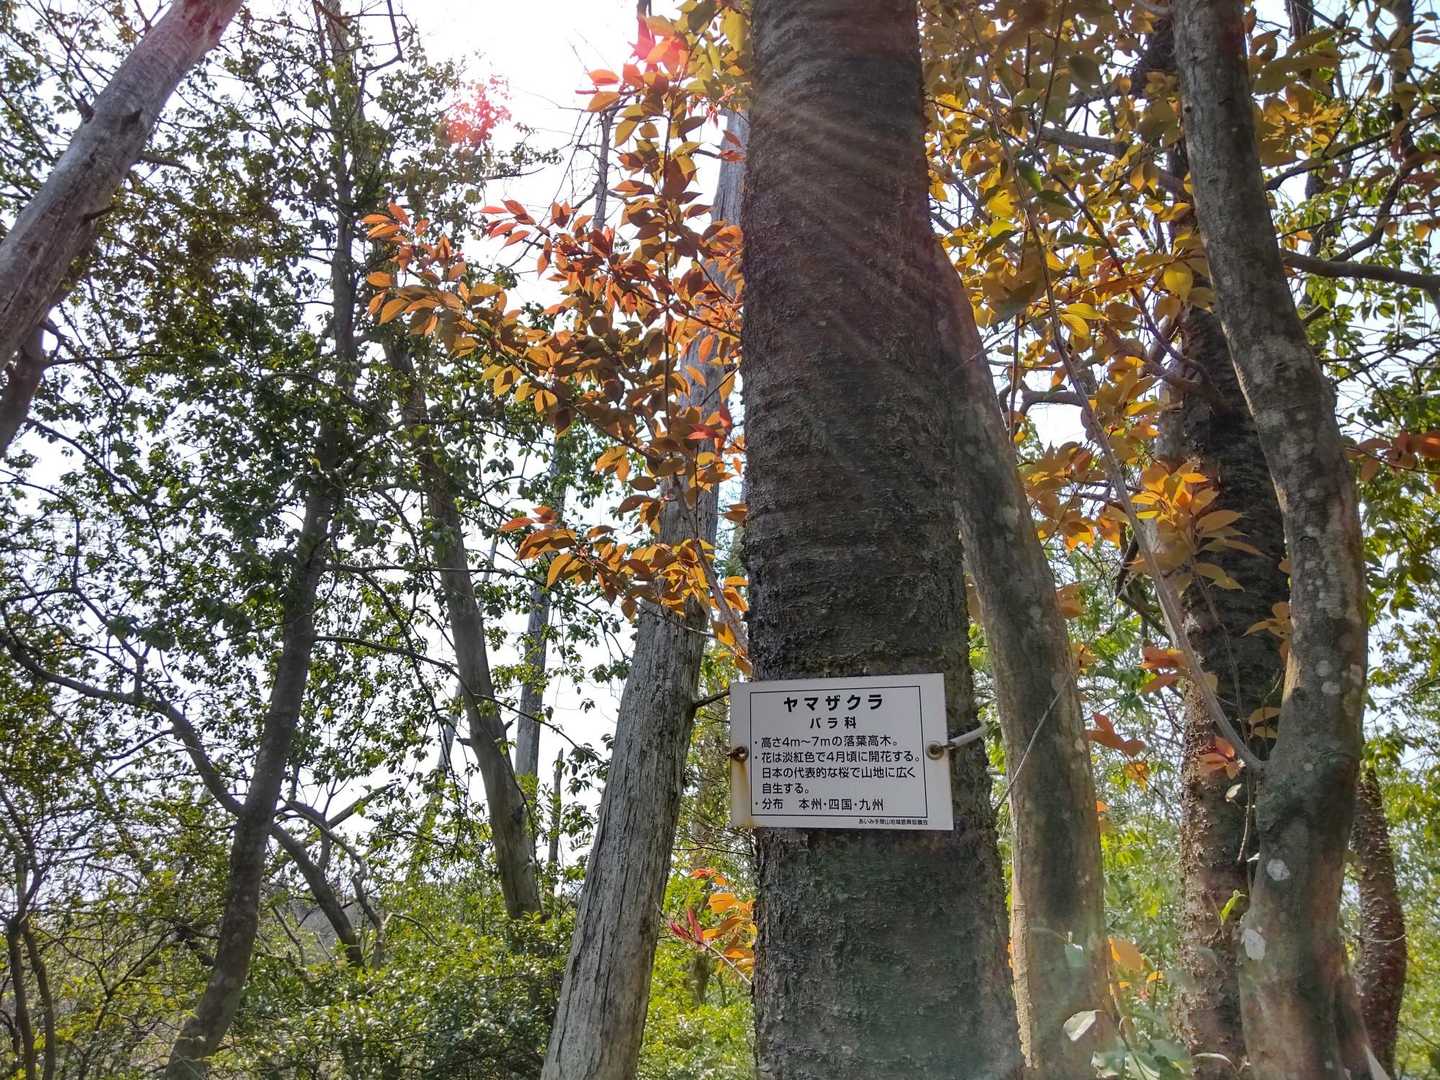 ヤマザクラ
バラ科
・高さ4m〜7mの落葉高木。
・花は淡紅色で4月頃に開花する。
日本の代表的な桜で山地に広く
自生する。
・分布　本州・四国・九州